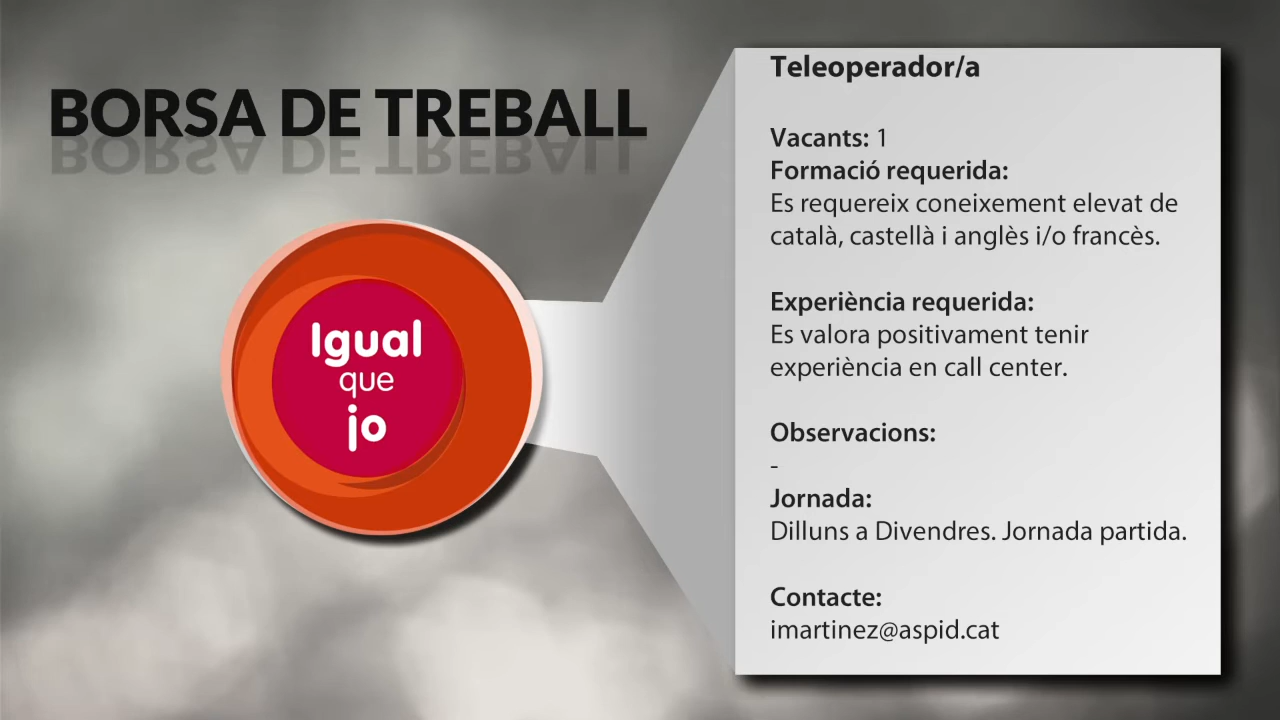 BORSA DE TREBALL
Igual
que
jo
Teleoperador/a
Vacants: 1
Formació requerida:
Es requereix coneixement elevat de
català, castellà i anglès i/o francès.
Experiència requerida:
Es valora positivament tenir
experiència en call center.
Observacions:
-
Jornada:
Dilluns a Divendres. Jornada partida.
Contacte:
imartinez@aspid.cat